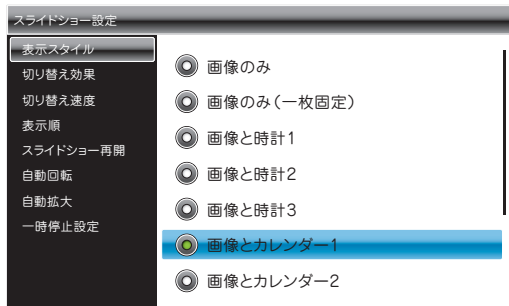 スライドショー設定
表示スタイル
切り替え効果
切り替え速度
表示順
スライドショー再開
自動回転
自動拡大
一時停止設定
画像のみ
画像のみ（一枚固定）
画像と時計1
画像と時計2
画像と時計3
画像とカレンダー1
画像とカレンダー2